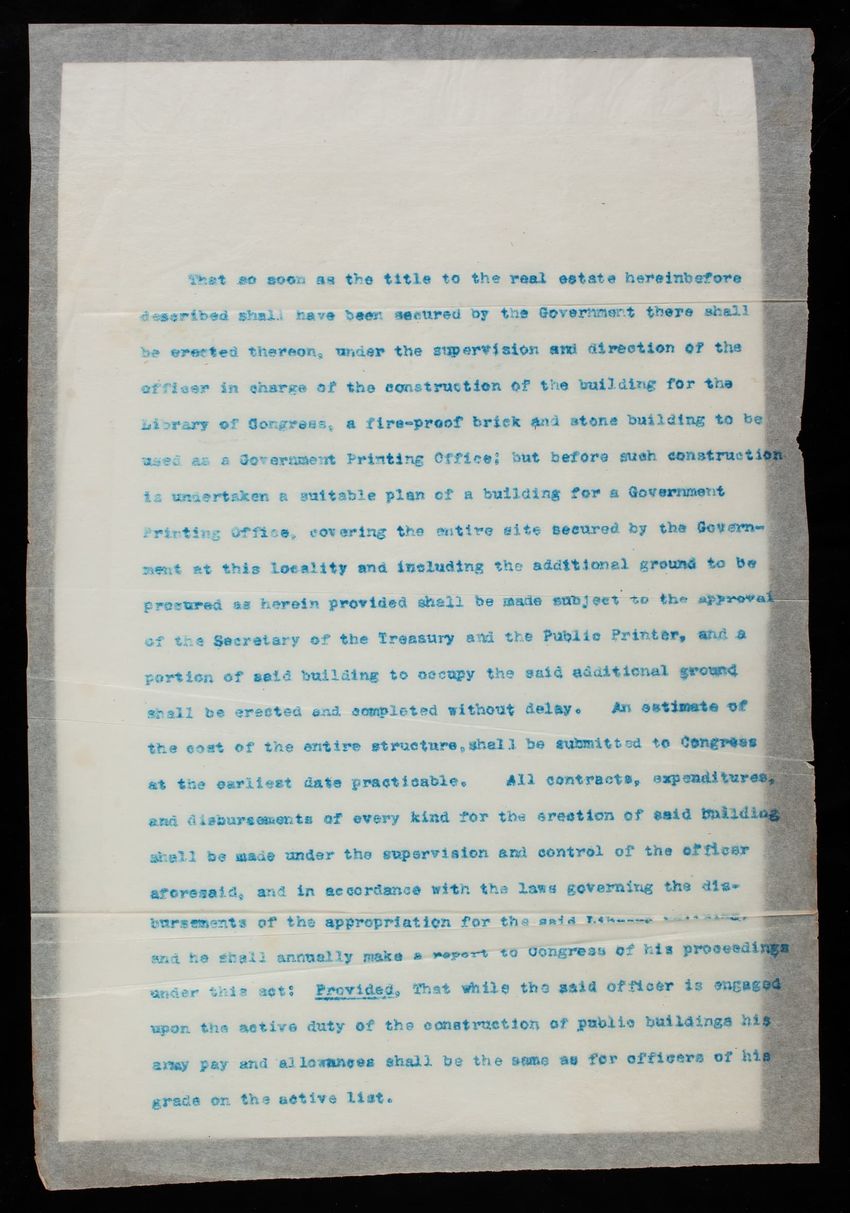 That so soon as the title to the real estate hereinbefore
described shall have been secured by the Government there shall
be erected thereon, under the supervision and direction of the
officer in charge of the construction of the building for the
Library of Congress, a fire-proof brick and stone building to be
used as a Government Printing Office; but before such construction
is undertaken a suitable plan of a building for a Government
Printing Office, covering the entire site secured by the Govern-
ment at this locality and including the additional ground to be
procured as herein provided shall be made subject to the approval
of the Secretary of the Treasury and the Public Printer, and a
portion of said building to occupy the said additional ground
shall be erected and completed without delay. An estimate of
the cost of the entire structure,shall be submitted to Congress
at the earliest date practicable. All contracts, expenditures,
and disbursements of every kind for the erection of said building
shall be made under the supervision and control of the officer
aforesaid, and in accordance with the laws governing the dis-
bursements of the appropriation for the said Library
and he shall annually make a report to Congress of his proceedings
under this act: Provided, That while the said officer is engaged
upon the active duty of the construction of public buildings his
army pay and allowances shall be the same as for officers of his
grade on the active list.